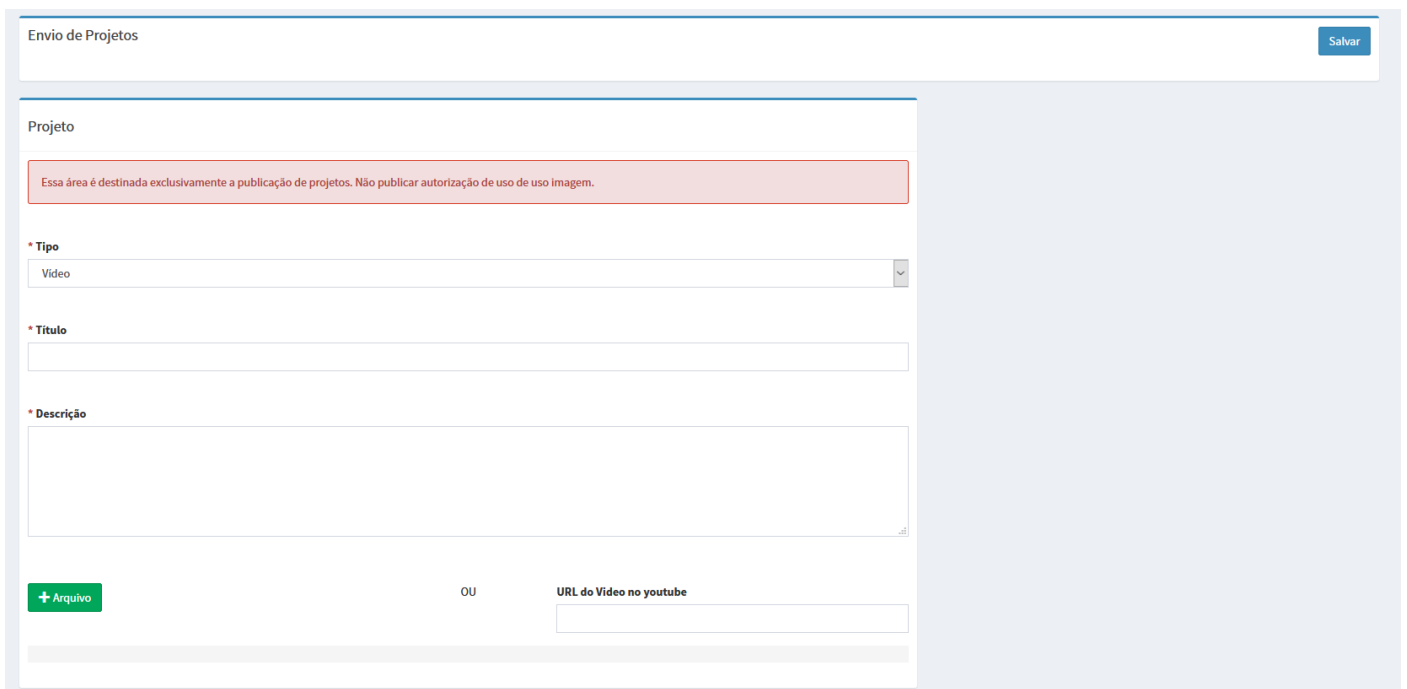 Envio de Projetos
Salvar
Projeto
Essa área é destinada exclusivamente a publicação de projetos. Não publicar autorização de uso de uso imagem.
* Tipo
Vídeo
* Título
* Descrição
+ Arquivo
OU
URL do Vídeo no youtube